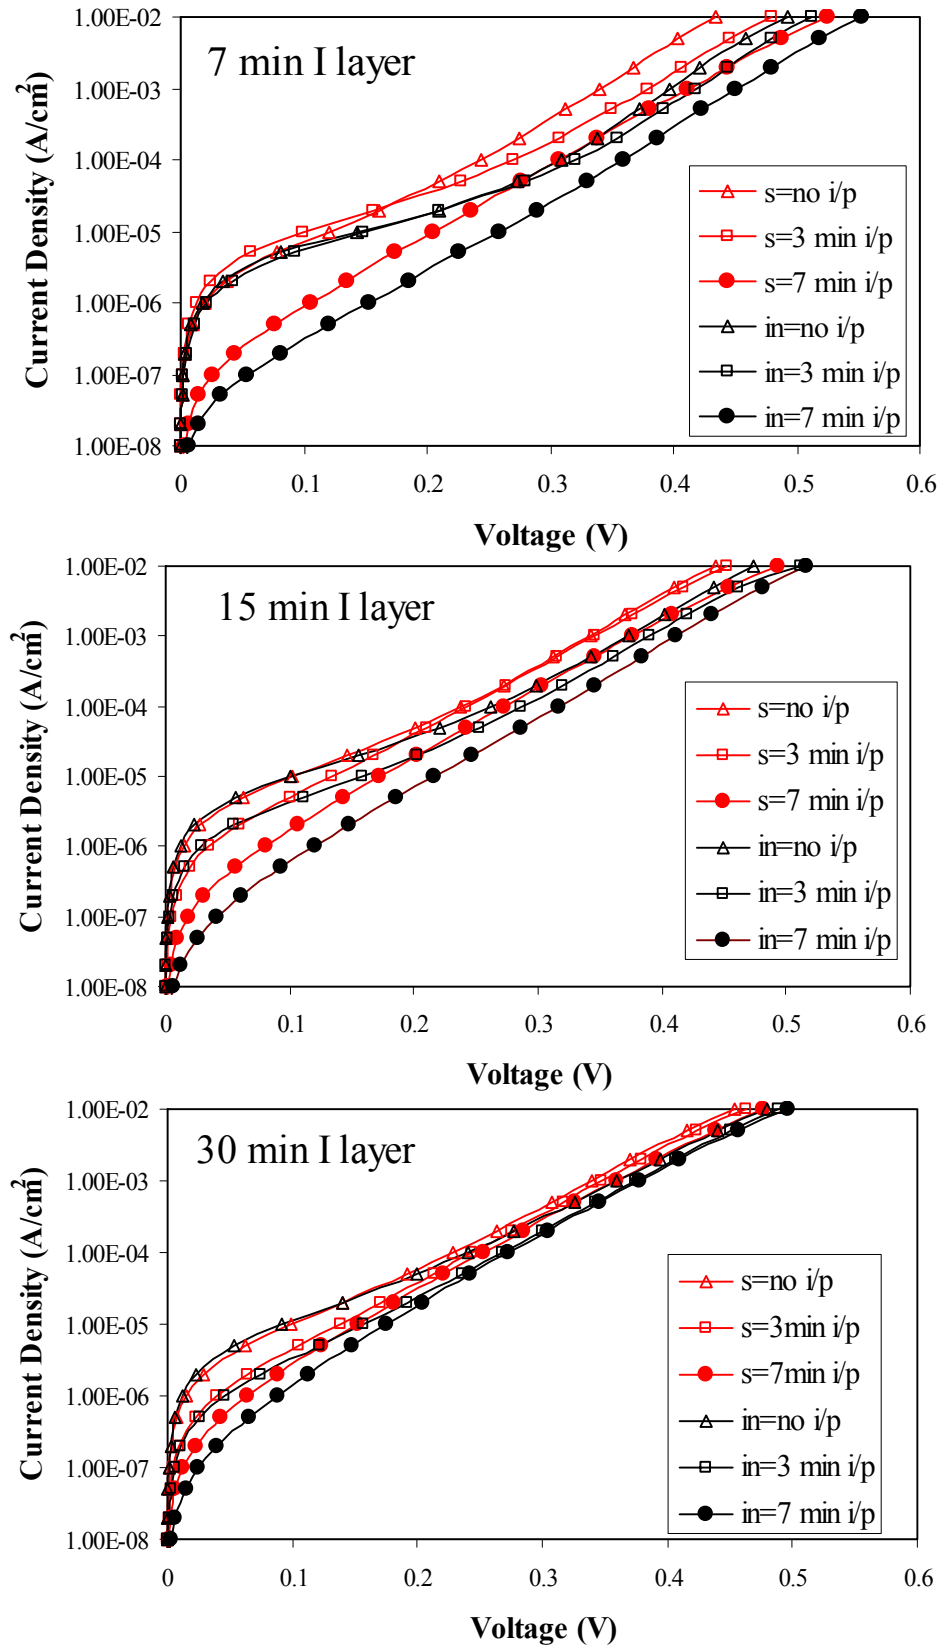 7 min I layer
Current Density (A/cm²)
1.00E-02
1.00E-03
1.00E-04
1.00E-05
1.00E-06
1.00E-07
1.00E-08
0 0.1 0.2 0.3 0.4 0.5 0.6
Voltage (V)
s=no i/p
s=3 min i/p
s=7 min i/p
in=no i/p
in=3 min i/p
in=7 min i/p
15 min I layer
Current Density (A/cm²)
1.00E-02
1.00E-03
1.00E-04
1.00E-05
1.00E-06
1.00E-07
1.00E-08
0 0.1 0.2 0.3 0.4 0.5 0.6
Voltage (V)
s=no i/p
s=3 min i/p
s=7 min i/p
in=no i/p
in=3 min i/p
in=7 min i/p
30 min I layer
Current Density (A/cm²)
1.00E-02
1.00E-03
1.00E-04
1.00E-05
1.00E-06
1.00E-07
1.00E-08
0 0.1 0.2 0.3 0.4 0.5 0.6
Voltage (V)
s=no i/p
s=3min i/p
s=7min i/p
in=no i/p
in=3 min i/p
in=7 min i/p